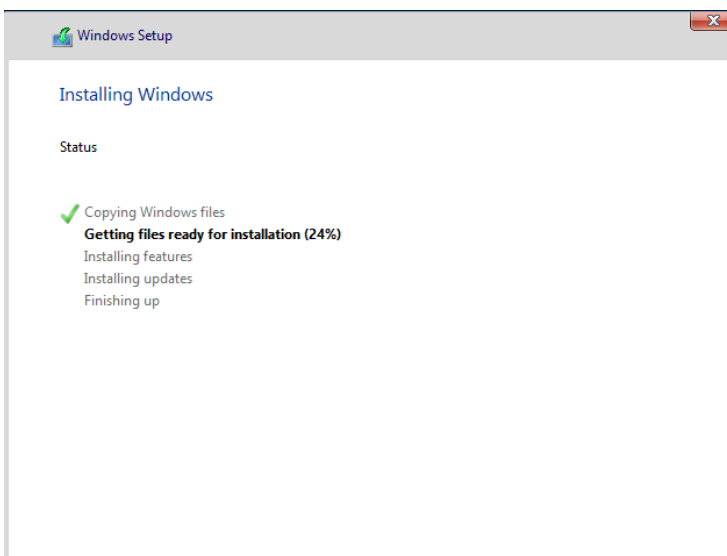 Windows Setup
Installing Windows
Status
Copying Windows files
Getting files ready for installation (24%)
Installing features
Installing updates
Finishing up